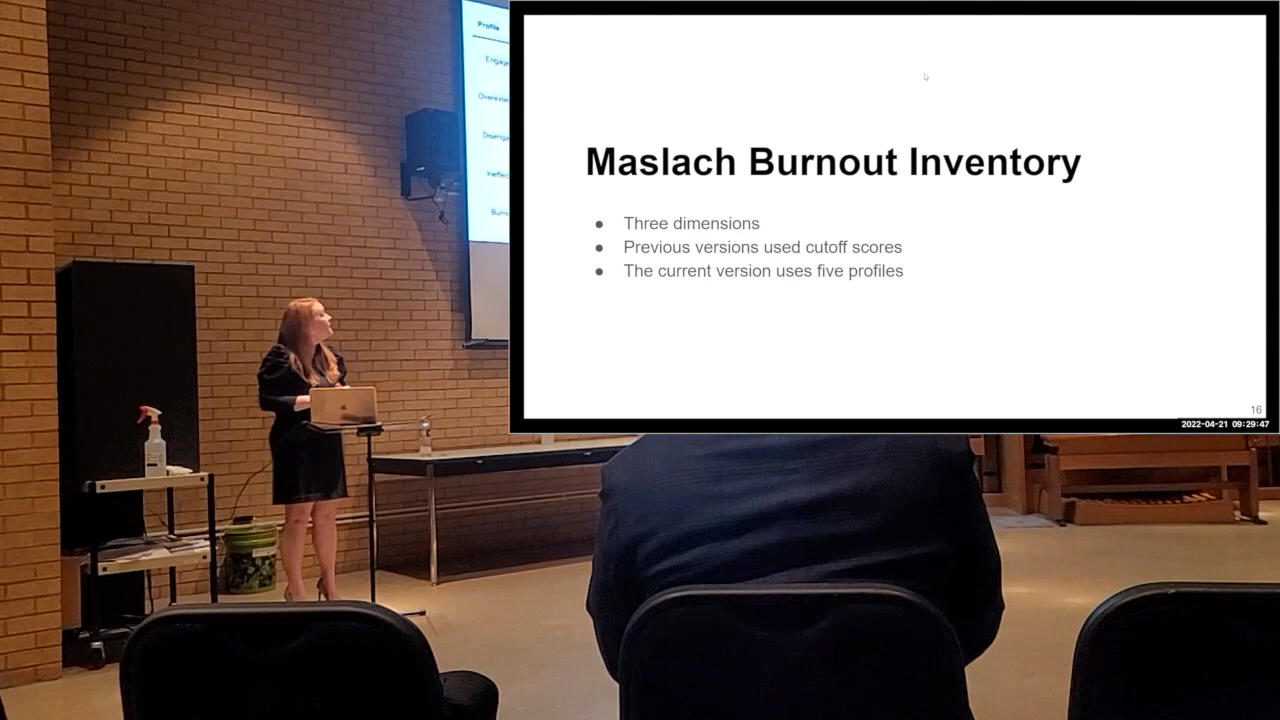 Profile
Maslach Burnout Inventory
● Three dimensions
● Previous versions used cutoff scores
● The current version uses five profiles
16
2022-04-21 09:29:47